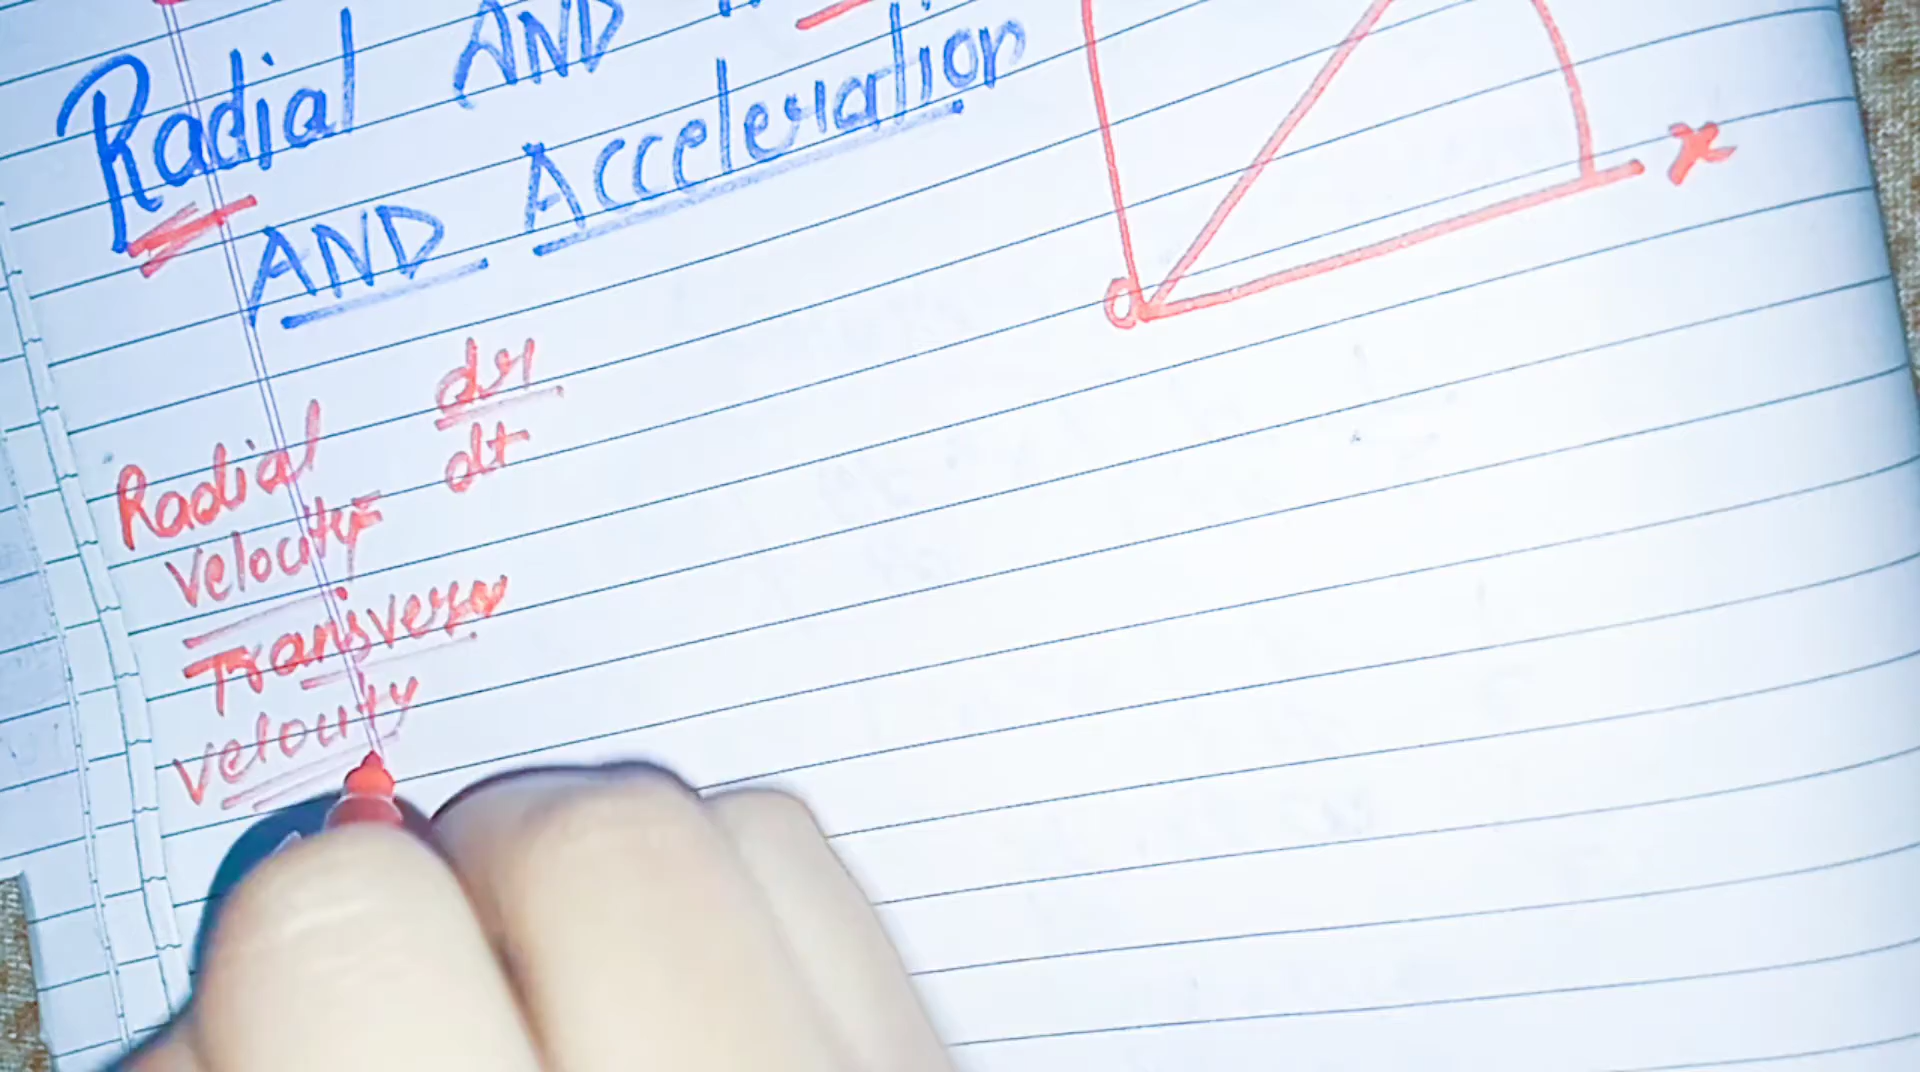 Radial AND
AND Acceleration
x
O
Radial
velocity = dr/dt
Transverse
velocity